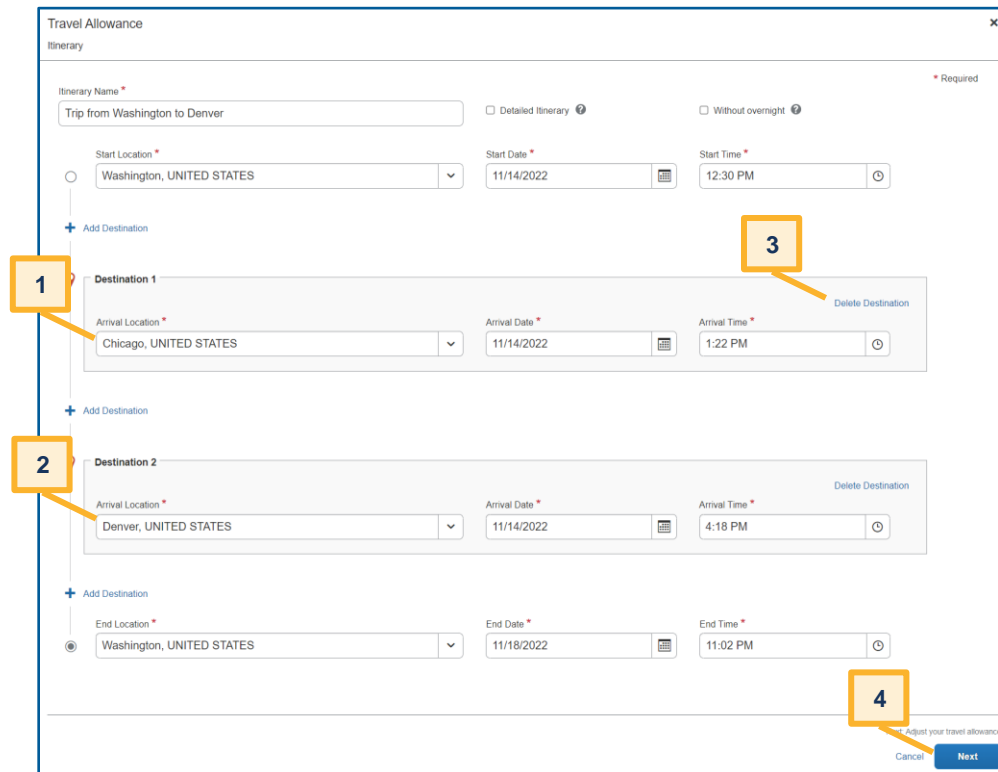 Travel Allowance
Itinerary
* Required
Itinerary Name *
Trip from Washington to Denver
Detailed Itinerary ?
Without overnight ?
Start Location * Start Date * Start Time *
Washington, UNITED STATES 11/14/2022 12:30 PM
+ Add Destination
3
1
Destination 1
Delete Destination
Arrival Location * Arrival Date * Arrival Time *
Chicago, UNITED STATES 11/14/2022 1:22 PM
+ Add Destination
2
Destination 2
Delete Destination
Arrival Location * Arrival Date * Arrival Time *
Denver, UNITED STATES 11/14/2022 4:18 PM
+ Add Destination
End Location * End Date * End Time *
Washington, UNITED STATES 11/18/2022 11:02 PM
4
Adjust your travel allowance
Cancel Next